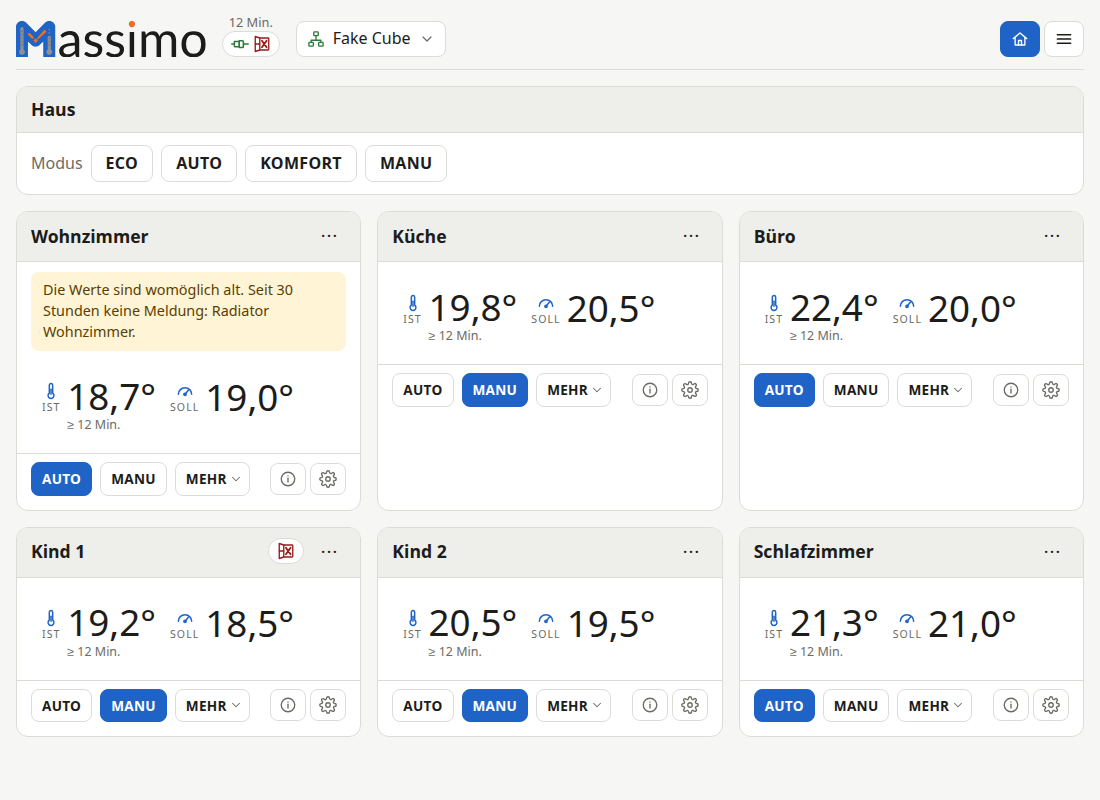 Massimo
12 Min.
Fake Cube
Haus
Modus ECO AUTO KOMFORT MANU
Wohnzimmer
Die Werte sind womöglich alt. Seit 30
Stunden keine Meldung: Radiator
Wohnzimmer.
IST 18,7° SOLL 19,0°
≥ 12 Min.
AUTO MANU MEHR
Küche
IST 19,8° SOLL 20,5°
≥ 12 Min.
AUTO MANU MEHR
Büro
IST 22,4° SOLL 20,0°
≥ 12 Min.
AUTO MANU MEHR
Kind 1
IST 19,2° SOLL 18,5°
≥ 12 Min.
AUTO MANU MEHR
Kind 2
IST 20,5° SOLL 19,5°
≥ 12 Min.
AUTO MANU MEHR
Schlafzimmer
IST 21,3° SOLL 21,0°
≥ 12 Min.
AUTO MANU MEHR